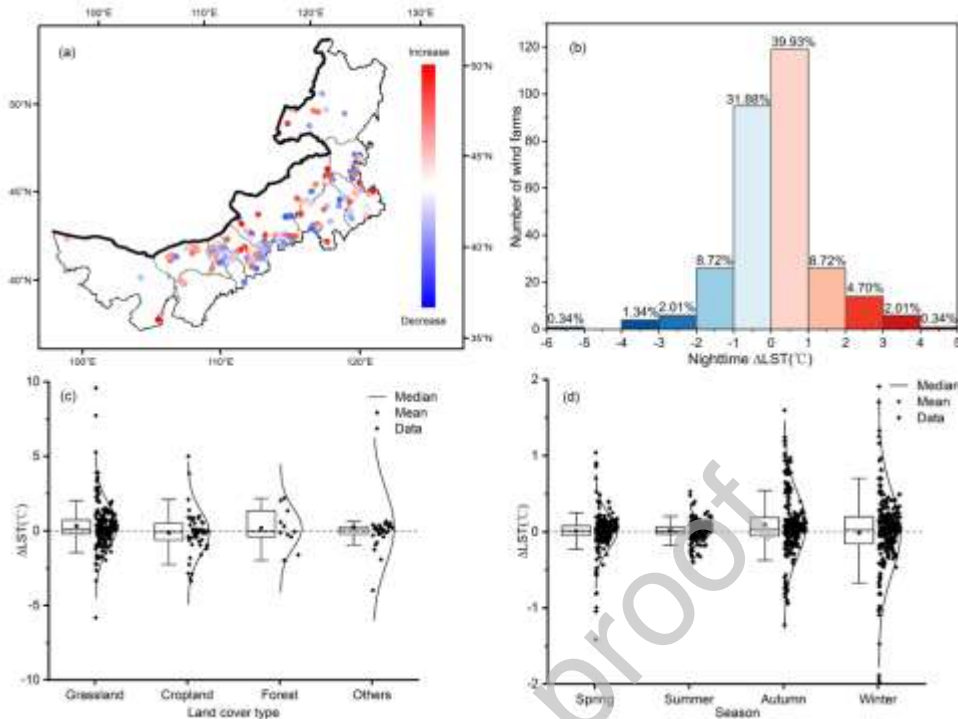 100°E 110°E 120°E 130°E
(a)
Increase
50°N
50°N
45°N
45°N
40°N
40°N
35°N
Decrease
100°E 110°E 120°E
(b)
39.93%
31.88%
8.72% 8.72%
4.70%
1.34% 2.01% 2.01%
0.34% 0.34%
120
100
80
60
40
20
0
-6 -5 -4 -3 -2 -1 0 1 2 3 4 5
Number of wind farms
Nighttime ΔLST(℃)
(c)
Median
Mean
Data
10
5
0
-5
-10
ΔLST(℃)
Grassland Cropland Forest Others
Land cover type
(d)
Median
Mean
Data
2
1
0
-1
-2
ΔLST(℃)
Spring Summer Autumn Winter
Season
proof